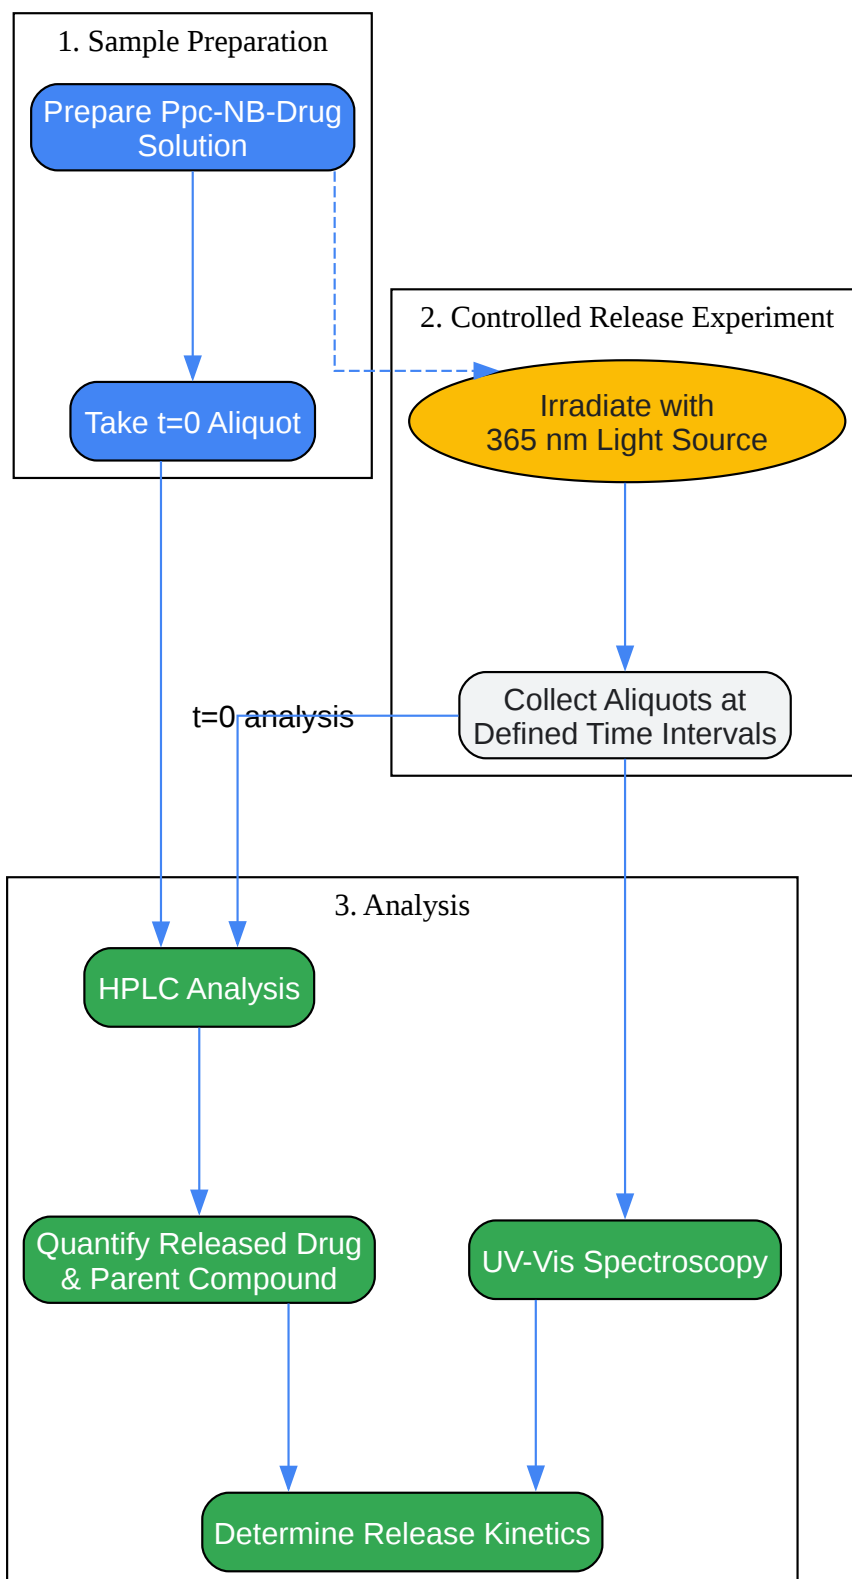 1. Sample Preparation
Prepare Ppc-NB-Drug
Solution
Take t=0 Aliquot
2. Controlled Release Experiment
Irradiate with
365 nm Light Source
Collect Aliquots at
Defined Time Intervals
t=0 analysis
3. Analysis
HPLC Analysis
Quantify Released Drug
& Parent Compound
UV-Vis Spectroscopy
Determine Release Kinetics